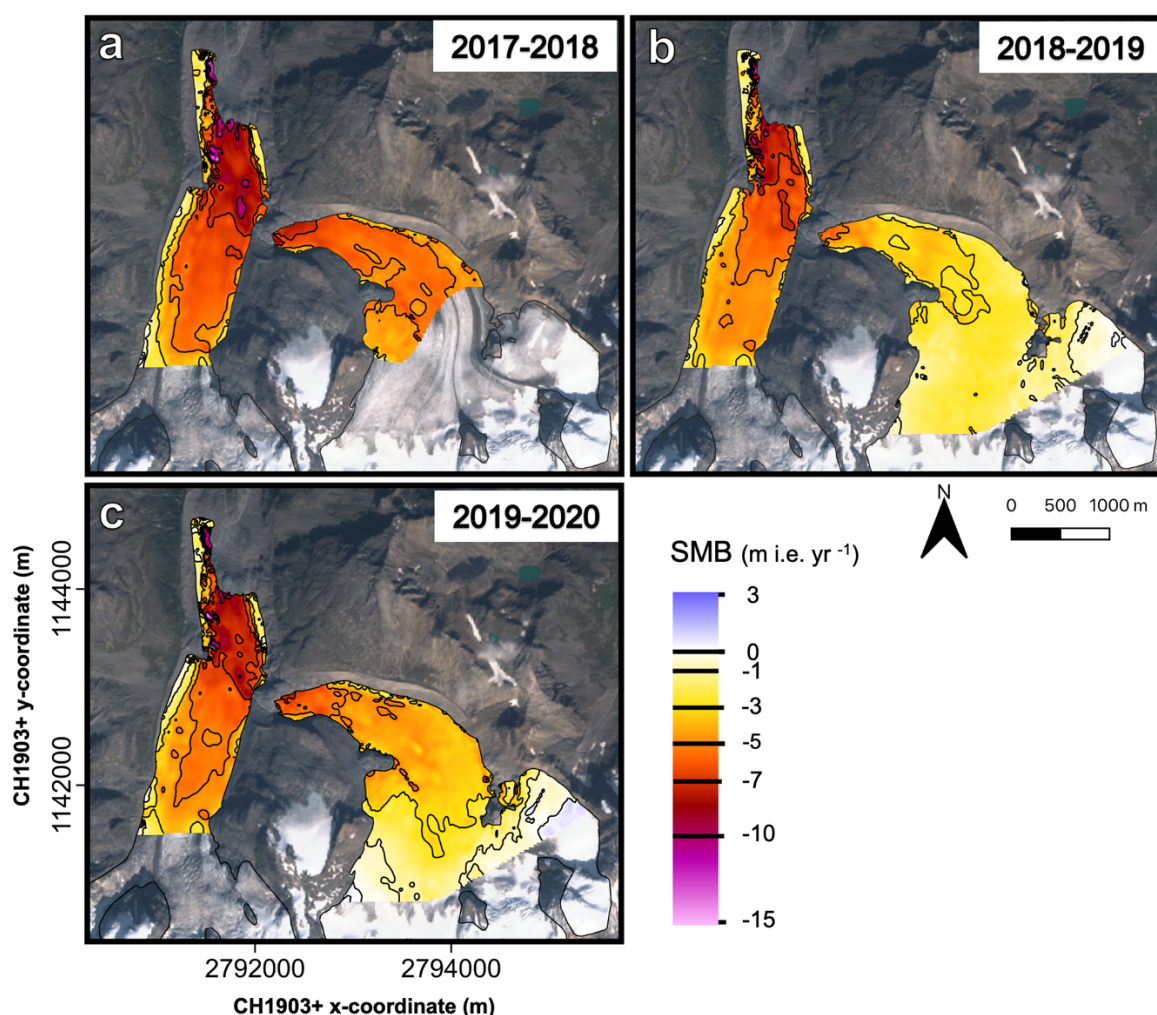 a
2017-2018
b
2018-2019
c
2019-2020
N
0 500 1000 m
SMB (m i.e. yr -1)
3
0
-1
-3
-5
-7
-10
-15
1144000
1142000
CH1903+ y-coordinate (m)
2792000 2794000
CH1903+ x-coordinate (m)